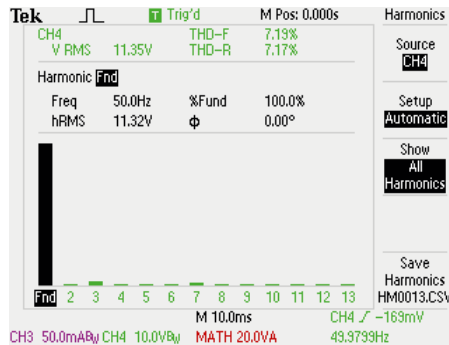 Tek T Trig'd M Pos: 0.000s Harmonics
CH4 THD-F 7.19%
V RMS 11.35V THD-R 7.17%
Source
CH4
Harmonic Fnd
Freq 50.0Hz %Fund 100.0%
hRMS 11.32V Φ 0.00°
Setup
Automatic
Show
All
Harmonics
Save
Harmonics
HM0013.CSV
Fnd 2 3 4 5 6 7 8 9 10 11 12 13
M 10.0ms CH4 -169mV
CH3 50.0mABW CH4 10.0VBW MATH 20.0VA 49.9799Hz